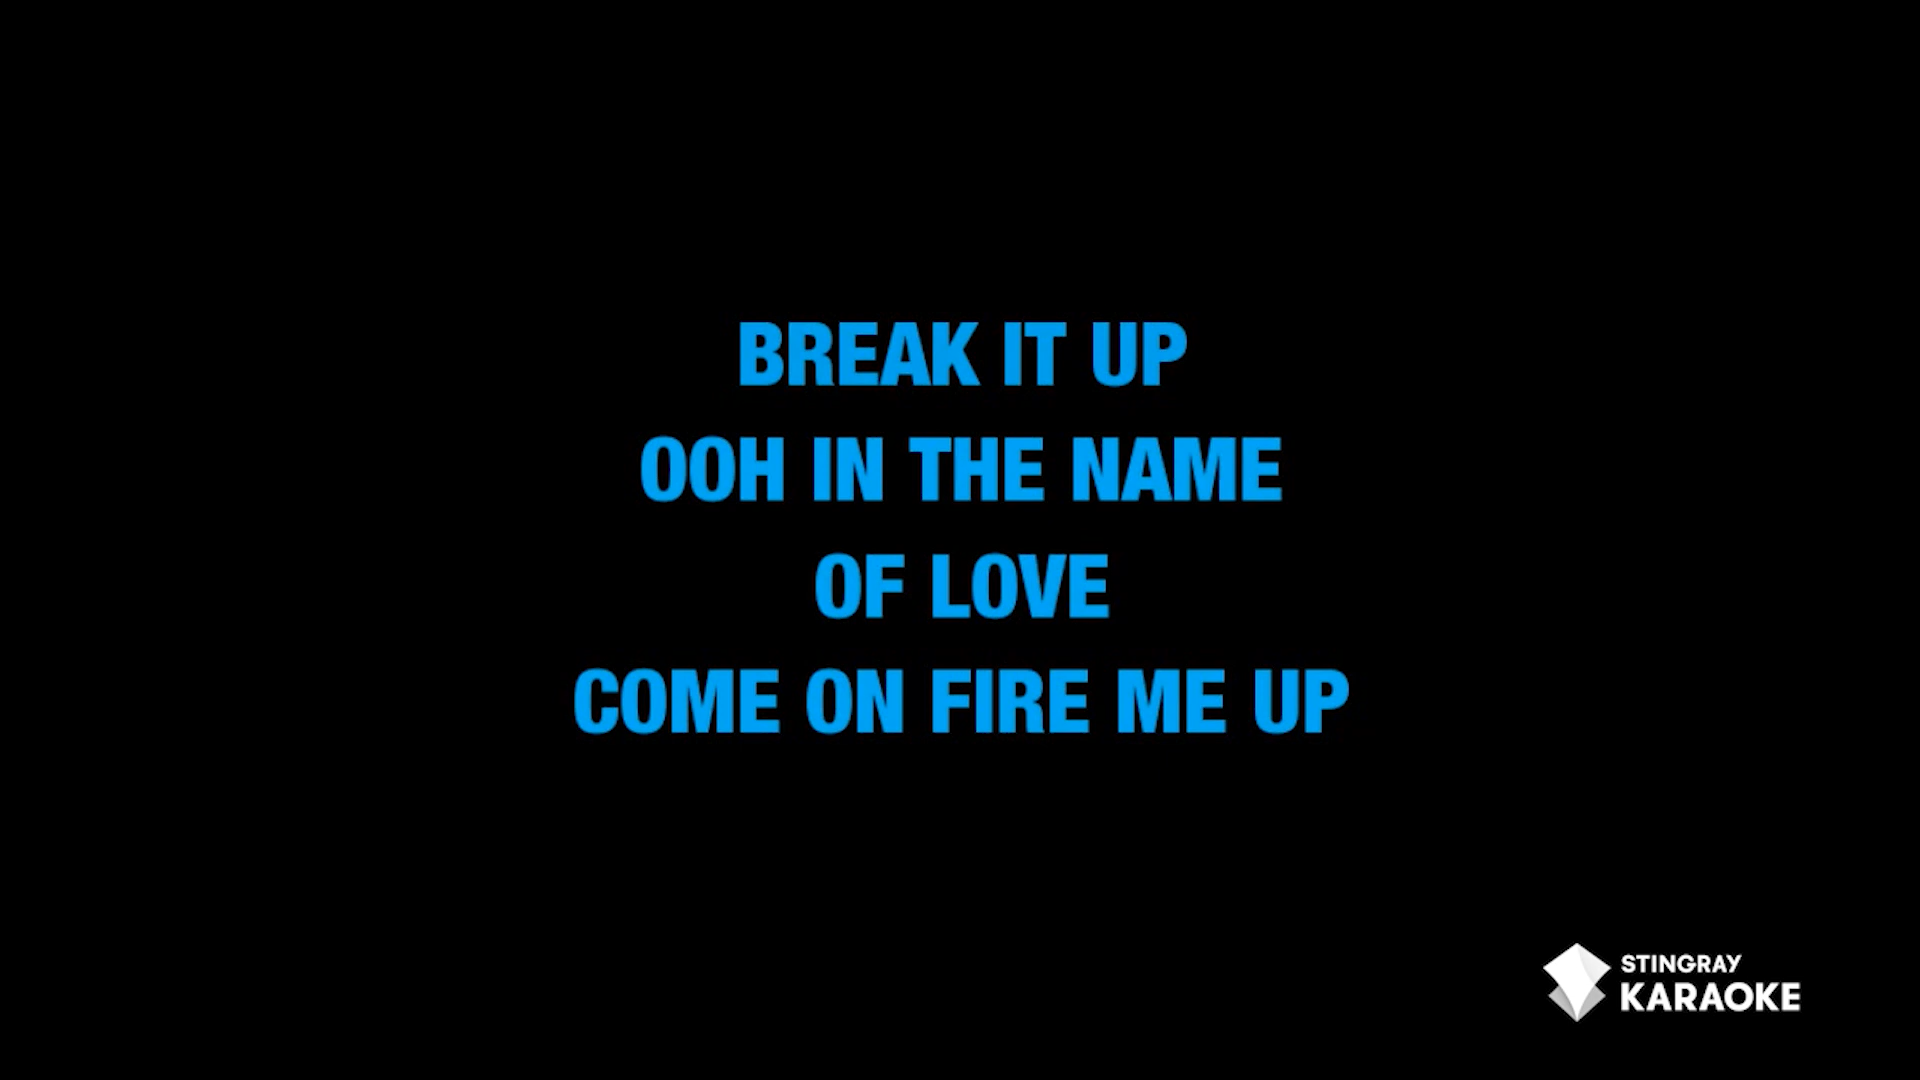 BREAK IT UP
OOH IN THE NAME
OF LOVE
COME ON FIRE ME UP
STINGRAY
KARAOKE